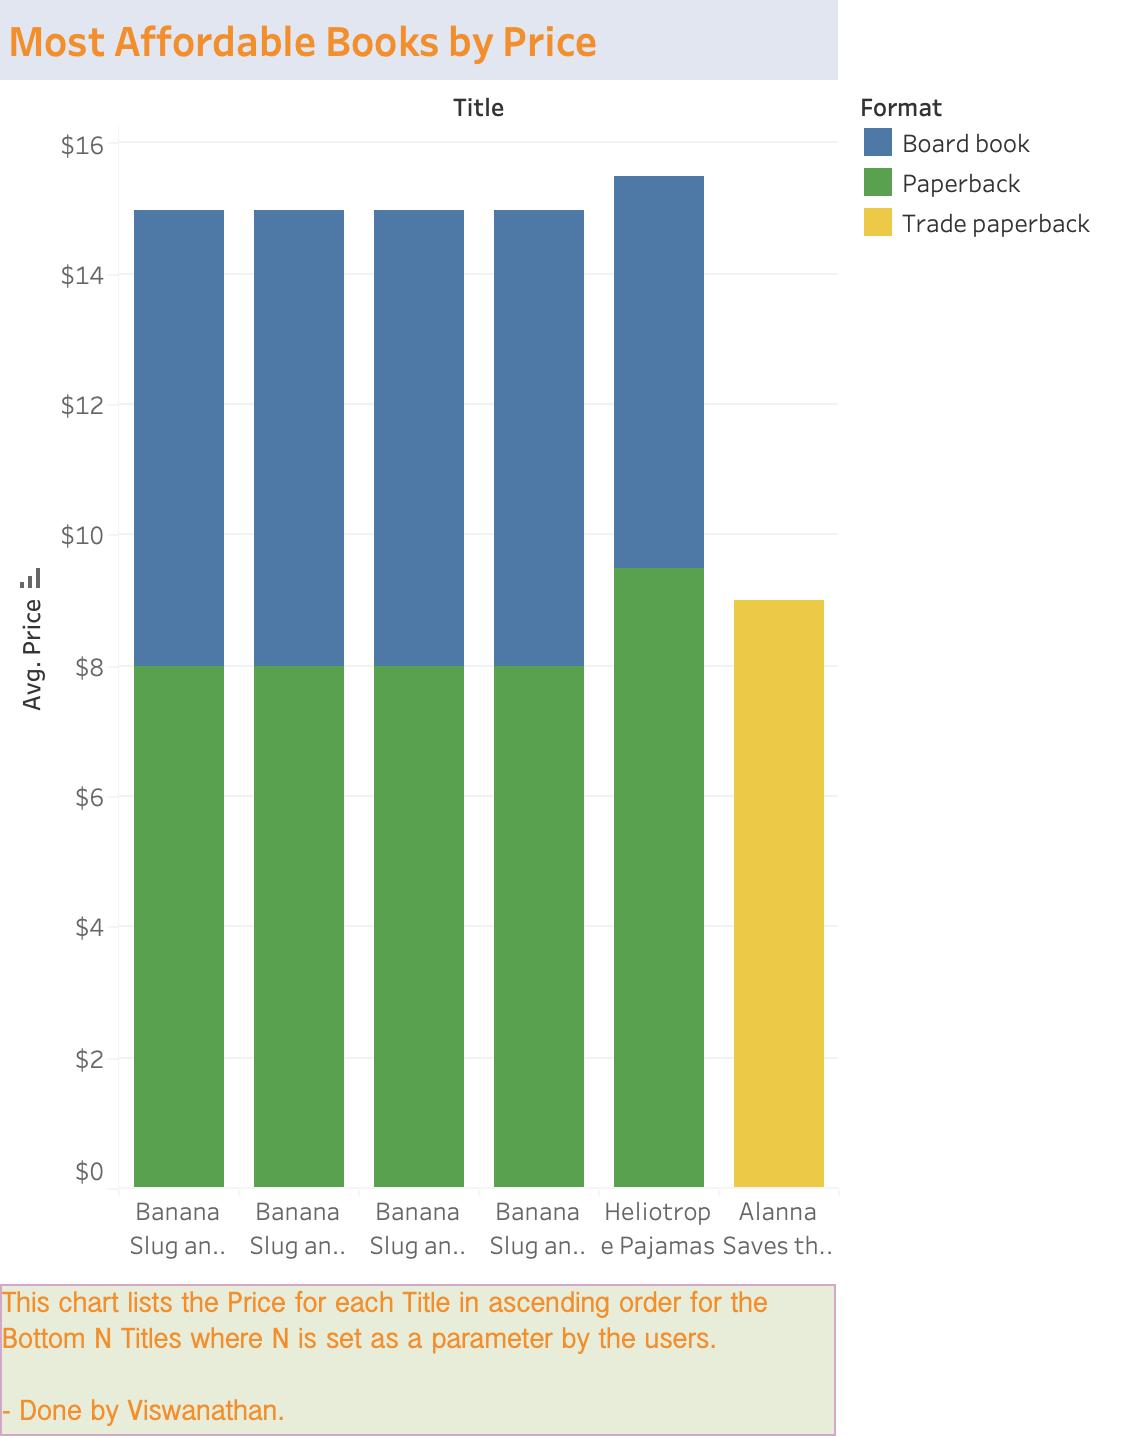 Most Affordable Books by Price
Title
Format
Board book
Paperback
Trade paperback
$16
$14
$12
$10
$8
$6
$4
$2
$0
Avg. Price
Banana
Slug an..
Banana
Slug an..
Banana
Slug an..
Banana
Slug an..
Heliotrop
e Pajamas
Alanna
Saves th..
This chart lists the Price for each Title in ascending order for the
Bottom N Titles where N is set as a parameter by the users.
- Done by Viswanathan.